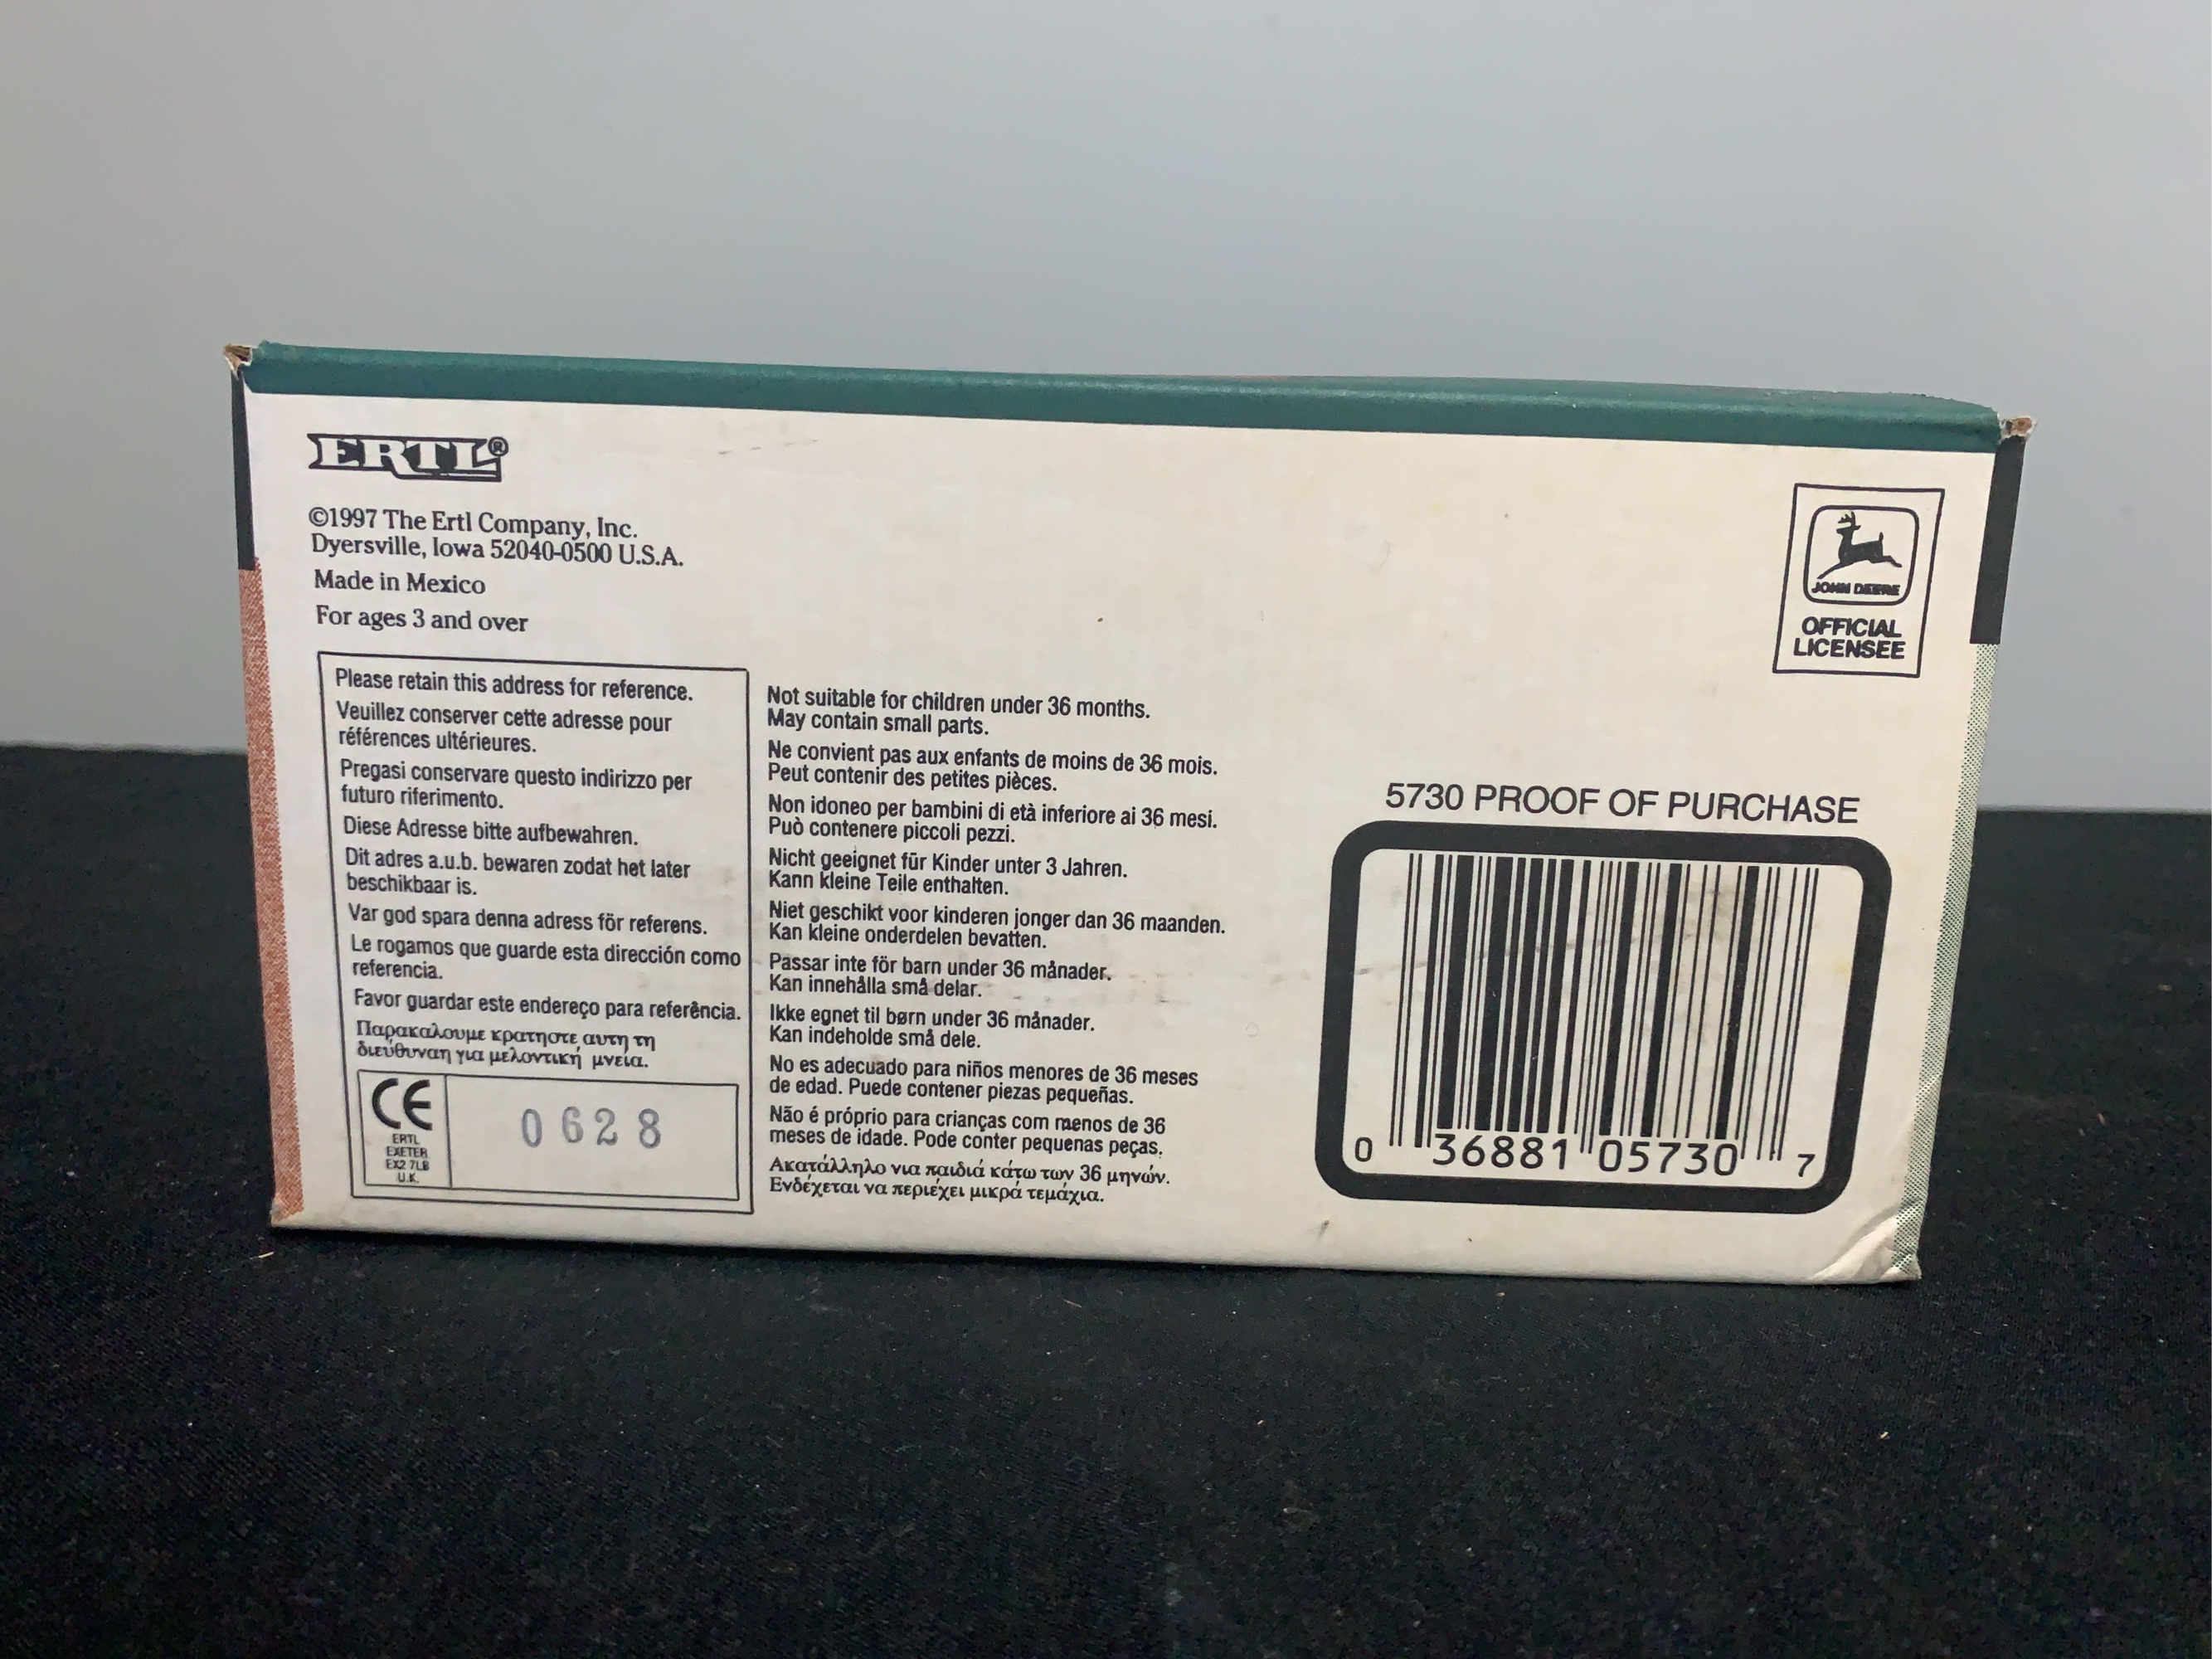 ERTL®
©1997 The Ertl Company, Inc.
Dyersville, Iowa 52040-0500 U.S.A.
Made in Mexico
For ages 3 and over
Please retain this address for reference.
Veuillez conserver cette adresse pour
références ultérieures.
Pregasi conservare questo indirizzo per
futuro riferimento.
Diese Adresse bitte aufbewahren.
Dit adres a.u.b. bewaren zodat het later
beschikbaar is.
Var god spara denna adress för referens.
Le rogamos que guarde esta dirección como
referencia.
Favor guardar este endereço para referência.
Παρακαλουμε κρατηστε αυτη τη
διεύθυναη για μελοντική μνεία.
CE
ERTL
EXETER
EX2 7LB
U.K.
0628
Not suitable for children under 36 months.
May contain small parts.
Ne convient pas aux enfants de moins de 36 mois.
Peut contenir des petites pièces.
Non idoneo per bambini di età inferiore ai 36 mesi.
Può contenere piccoli pezzi.
Nicht geeignet für Kinder unter 3 Jahren.
Kann kleine Teile enthalten.
Niet geschikt voor kinderen jonger dan 36 maanden.
Kan kleine onderdelen bevatten.
Passar inte för barn under 36 månader.
Kan innehålla små delar.
Ikke egnet til børn under 36 månader.
Kan indeholde små dele.
No es adecuado para niños menores de 36 meses
de edad. Puede contener piezas pequeñas.
Não é próprio para crianças com menos de 36
meses de idade. Pode conter pequenas peças.
Ακατάλληλο νια παιδιά κάτω των 36 μηνών.
Ενδέχεται να περιέχει μικρά τεμάχια.
JOHN DEERE
OFFICIAL
LICENSEE
5730 PROOF OF PURCHASE
0 36881 05730 7